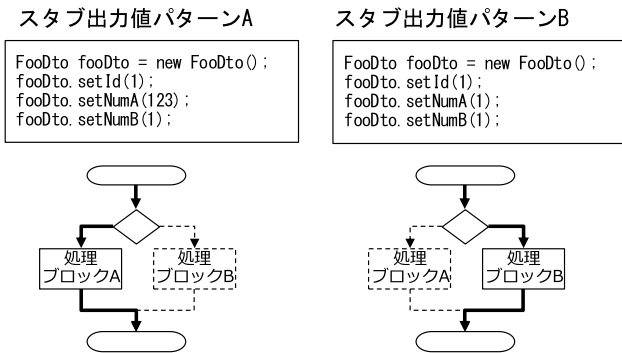 スタブ出力値パターンA
FooDto fooDto = new FooDto();
fooDto.setId(1);
fooDto.setNumA(123);
fooDto.setNumB(1);
処理
ブロックA
処理
ブロックB
スタブ出力値パターンB
FooDto fooDto = new FooDto();
fooDto.setId(1);
fooDto.setNumA(1);
fooDto.setNumB(1);
処理
ブロックA
処理
ブロックB